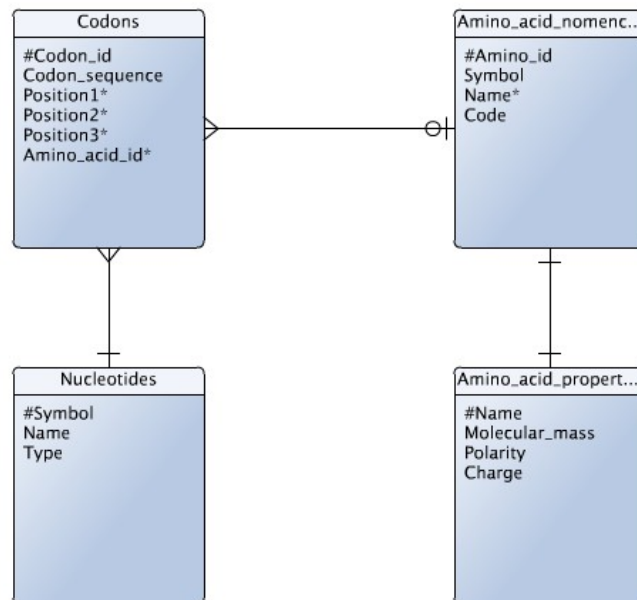 Codons
#Codon_id
Codon_sequence
Position1*
Position2*
Position3*
Amino_acid_id*
Amino_acid_nomenc...
#Amino_id
Symbol
Name*
Code
Nucleotides
#Symbol
Name
Type
Amino_acid_propert...
#Name
Molecular_mass
Polarity
Charge